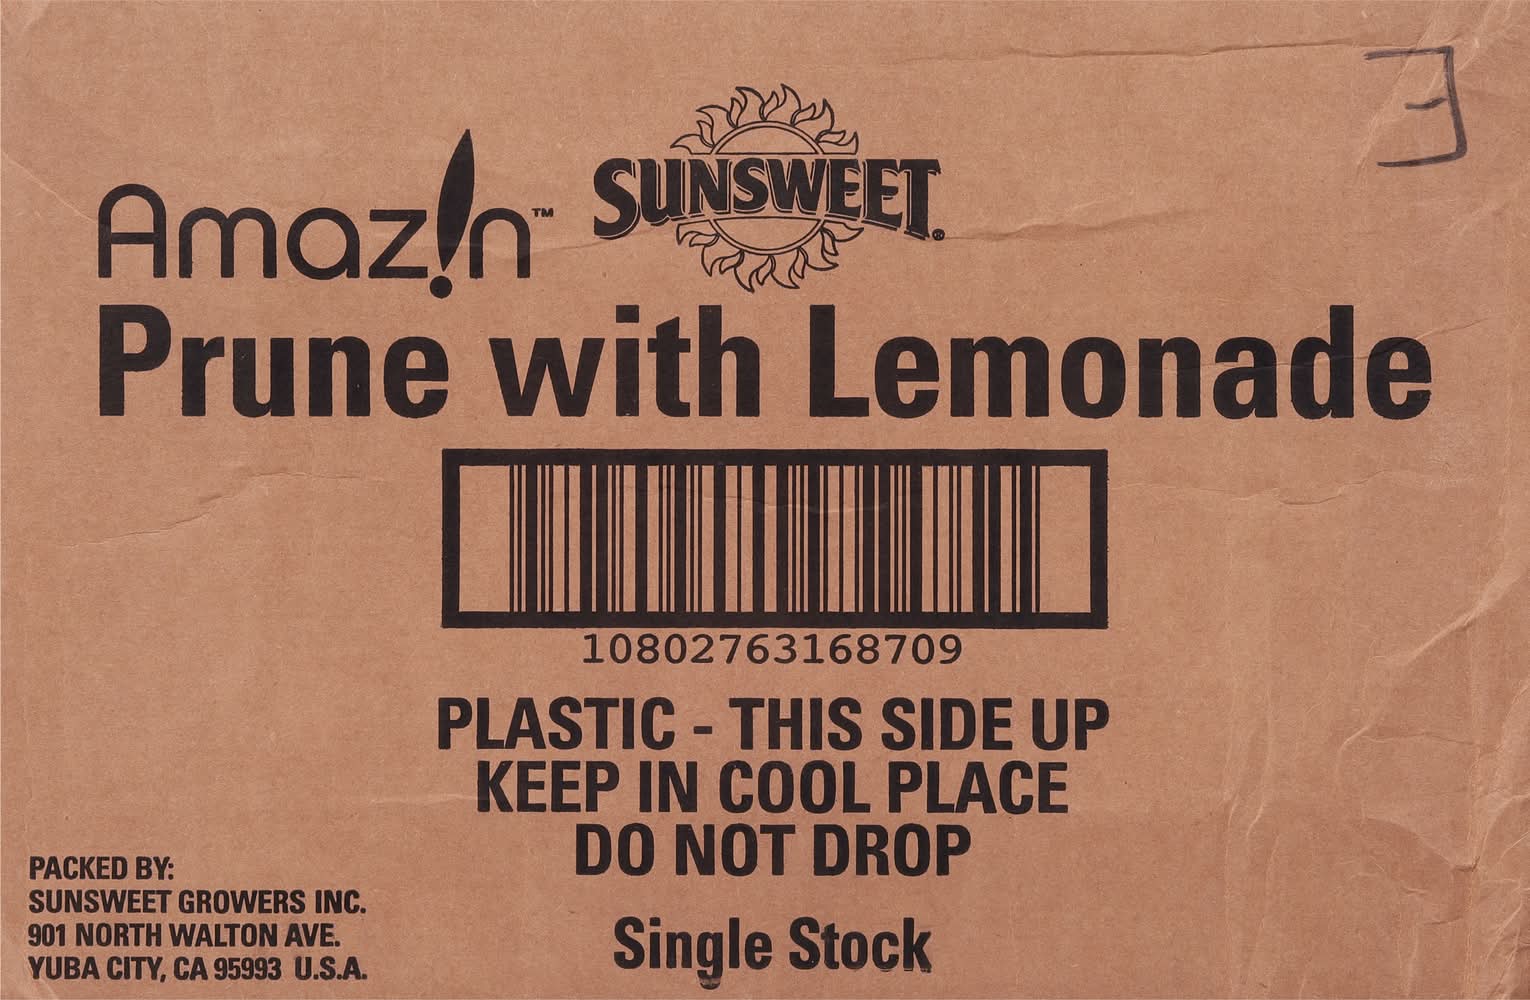 Amaz!n™ SUNSWEET®
E
Prune with Lemonade
10802763168709
PLASTIC - THIS SIDE UP
KEEP IN COOL PLACE
DO NOT DROP
Single Stock
PACKED BY:
SUNSWEET GROWERS INC.
901 NORTH WALTON AVE.
YUBA CITY, CA 95993 U.S.A.